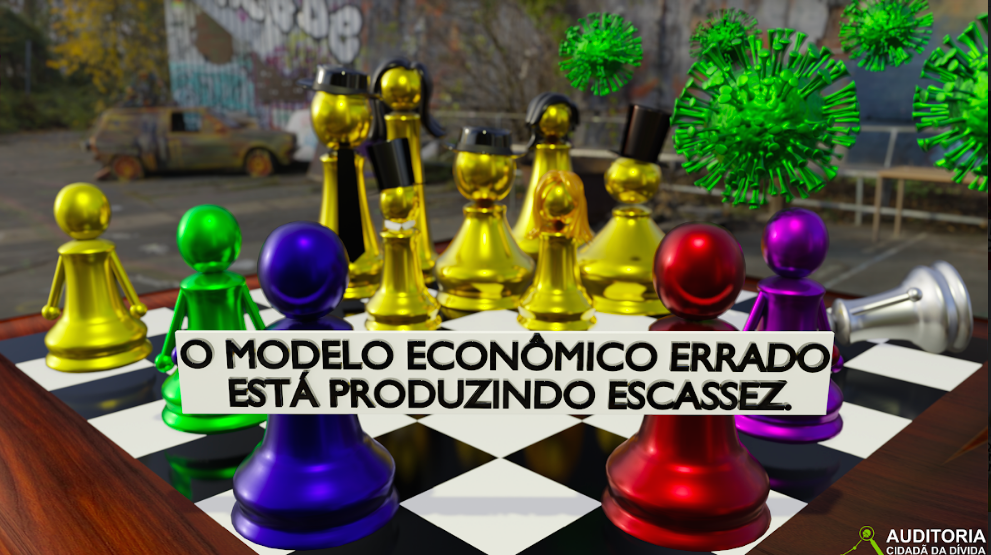 O MODELO ECONÔMICO ERRADO
ESTÁ PRODUZINDO ESCASSEZ.
AUDITORIA
CIDADÃ DA DÍVIDA